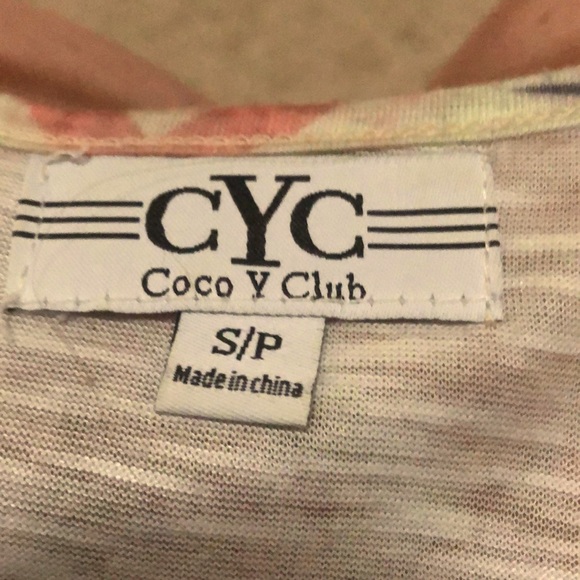 CYC
Coco Y Club
S/P
Made in china